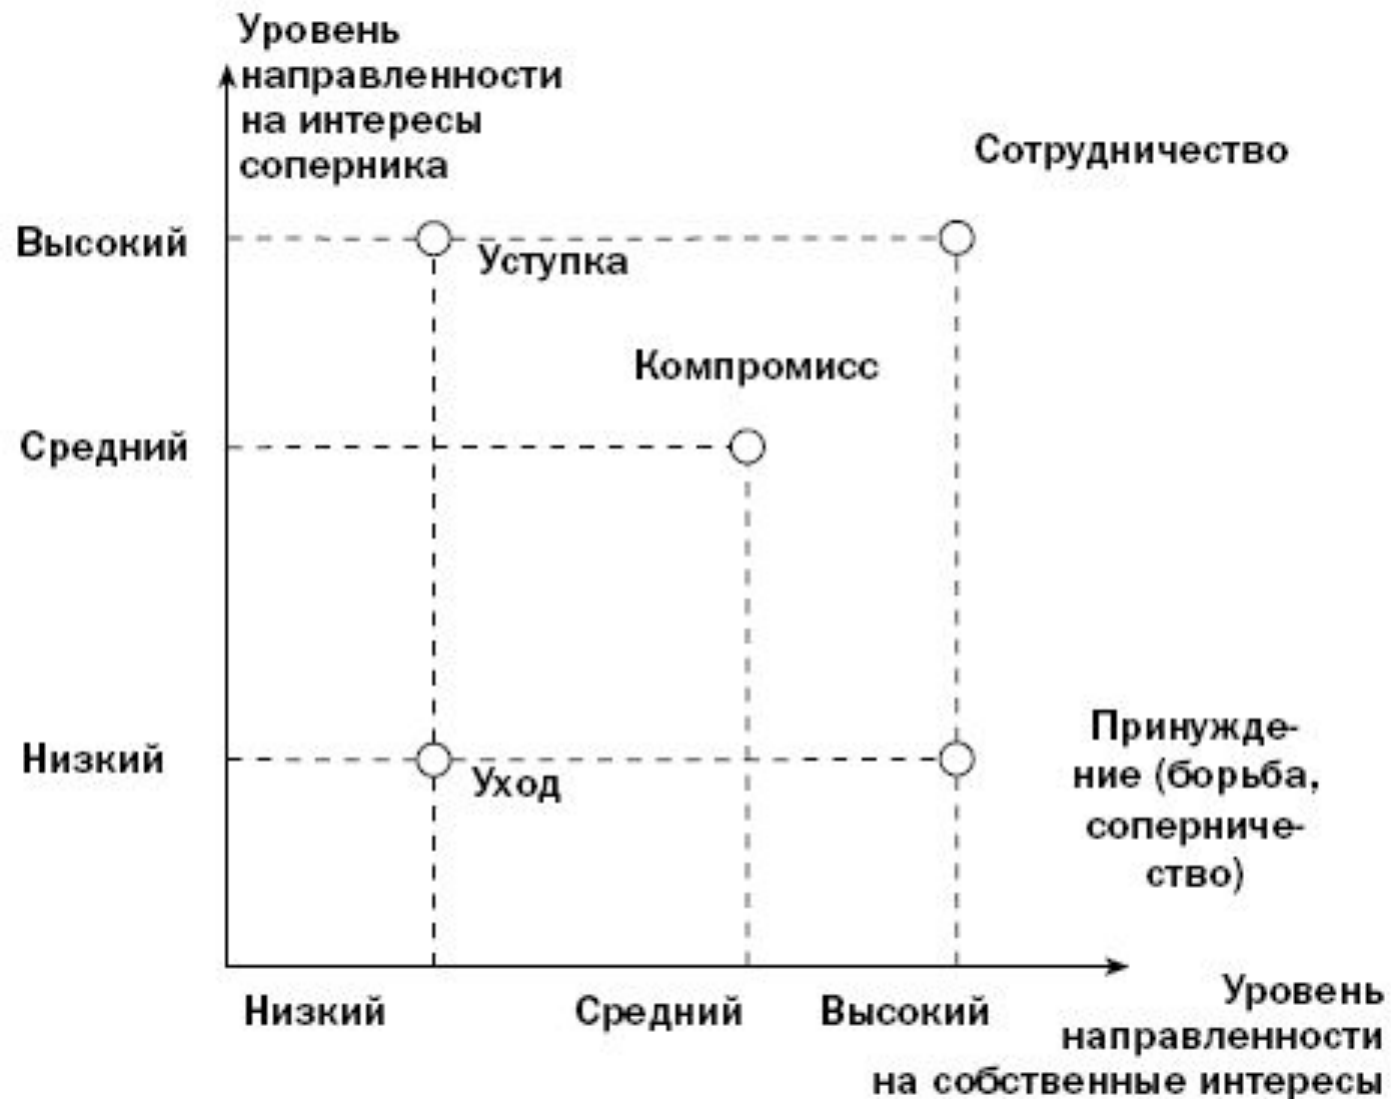 Уровень
направленности
на интересы
соперника
Сотрудничество
Высокий
Уступка
Компромисс
Средний
Принужде-
ние (борьба,
соперниче-
ство)
Низкий
Уход
Низкий
Средний
Высокий
Уровень
направленности
на собственные интересы